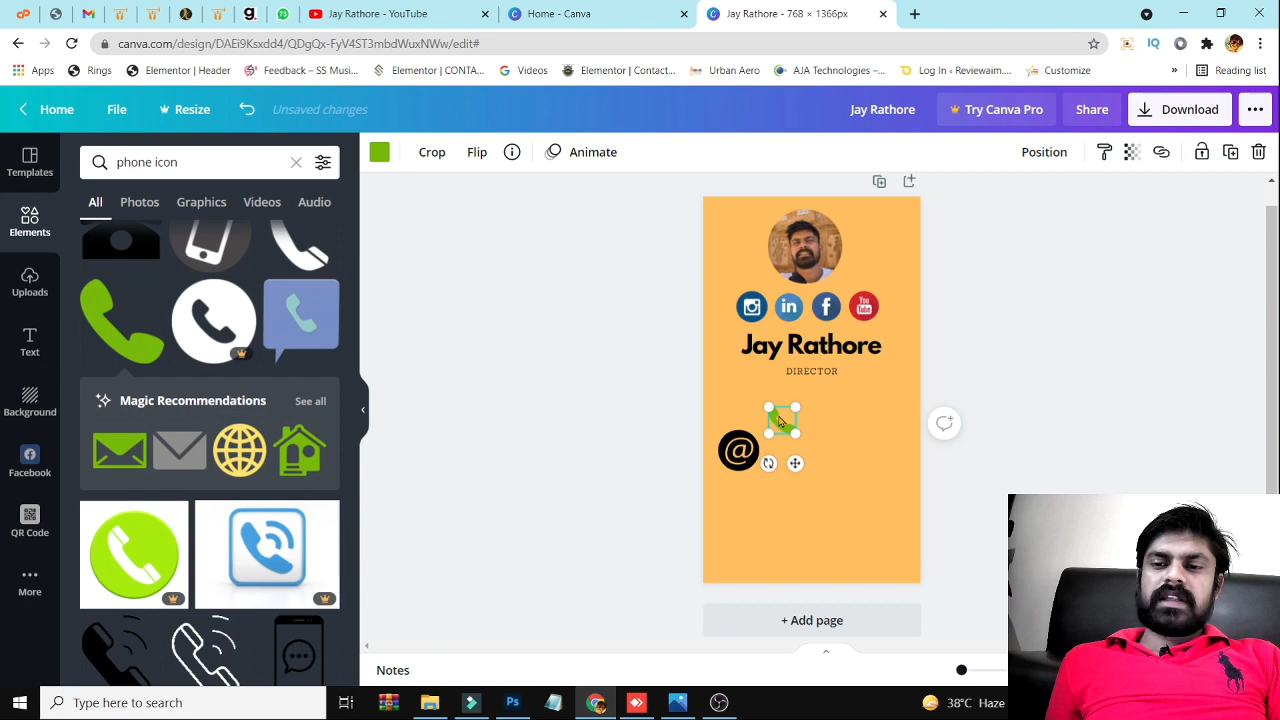 Jay Rathore - YouTube
Home - Canva
Jay Rathore - 768 × 1366px
canva.com/design/DAEi9Ksxdd4/QDgQx-FyV4ST3mbdWuxNWw/edit#
Apps
Rings
Elementor | Header
Feedback – SS Musi...
Elementor | CONTA...
Videos
Elementor | Contact...
Urban Aero
AJA Technologies –...
Log In ‹ Reviewaim....
Customize
»
Reading list
Home
File
Resize
Unsaved changes
Jay Rathore
Try Canva Pro
Share
Download
phone icon
Crop
Flip
Animate
Position
Templates
Elements
Uploads
Text
Background
Facebook
QR Code
More
All
Photos
Graphics
Videos
Audio
Magic Recommendations
See all
in
f
You
Tube
Jay Rathore
DIRECTOR
@
+ Add page
Notes
Type here to search
38°C Haze